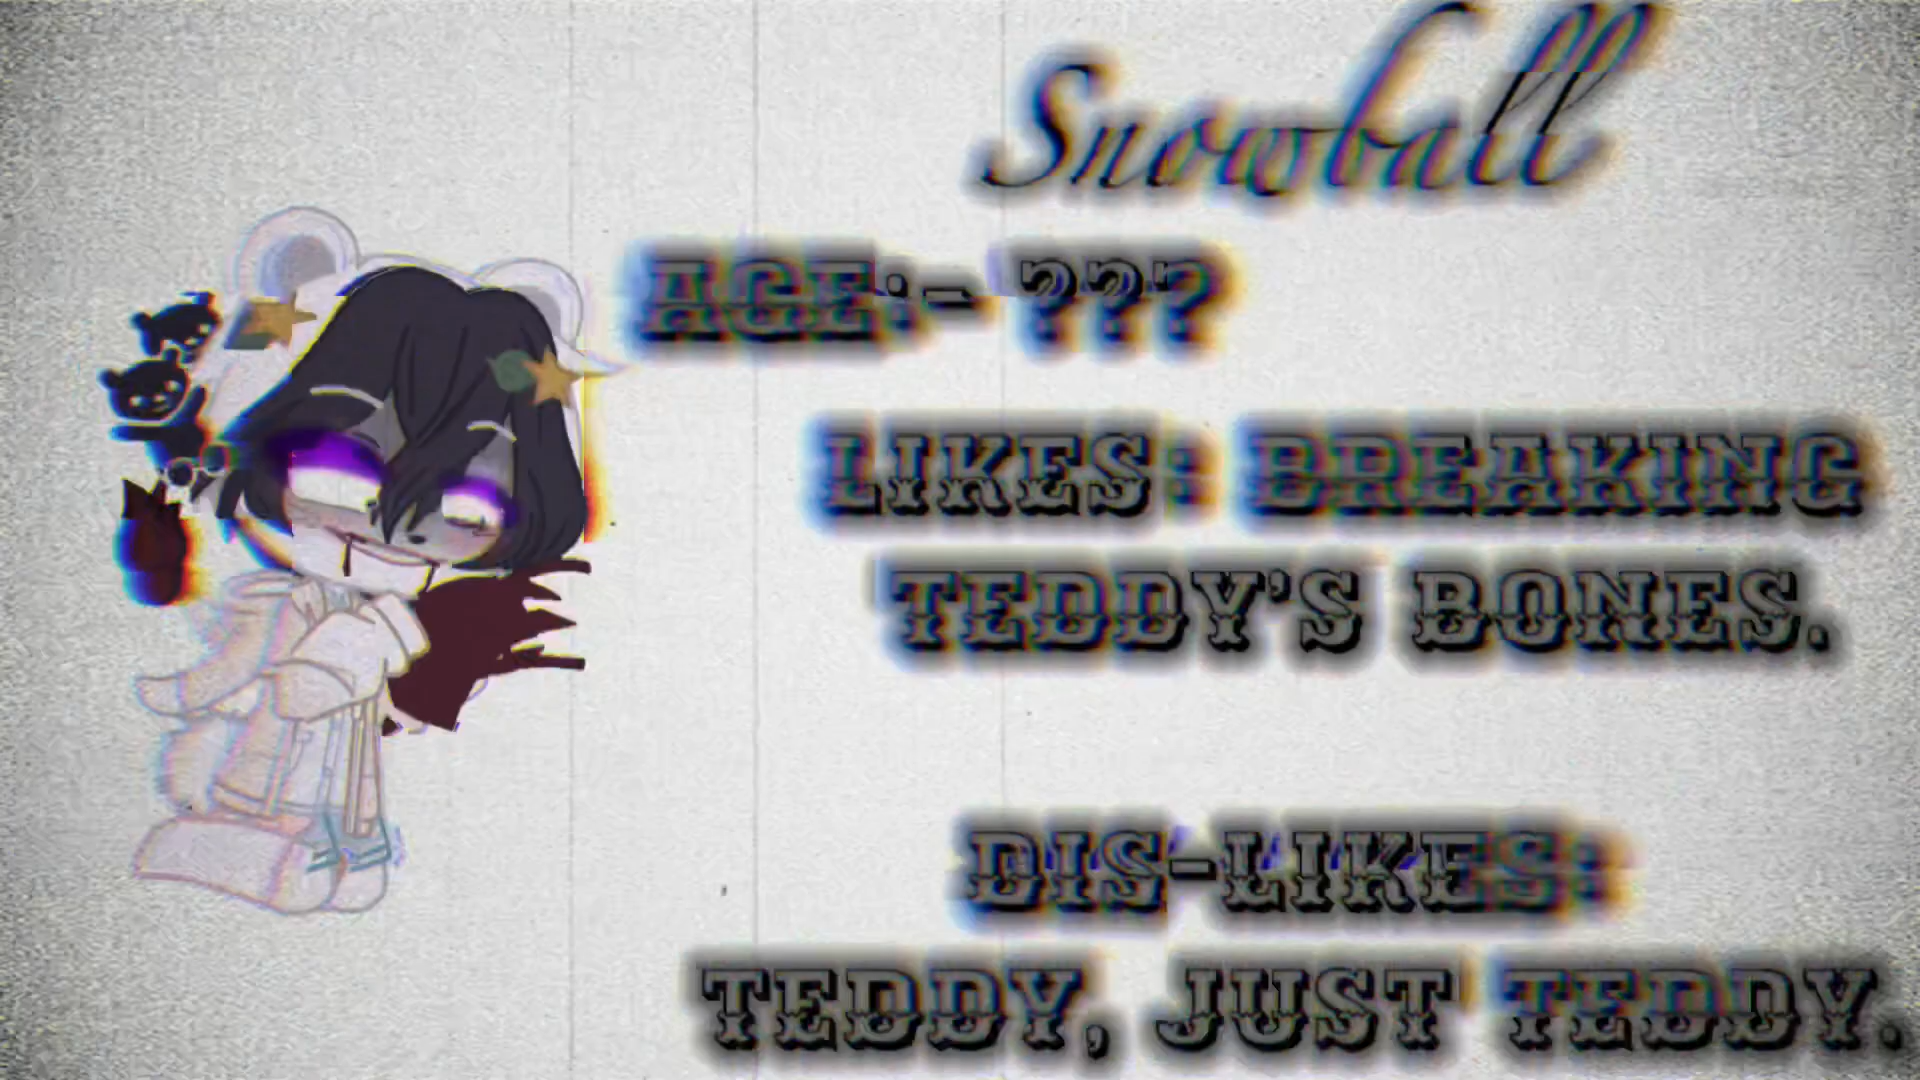 Snowball
AGE:- ???
LIKES: BREAKING
TEDDY'S BONES.
DIS-LIKES:
TEDDY, JUST TEDDY.